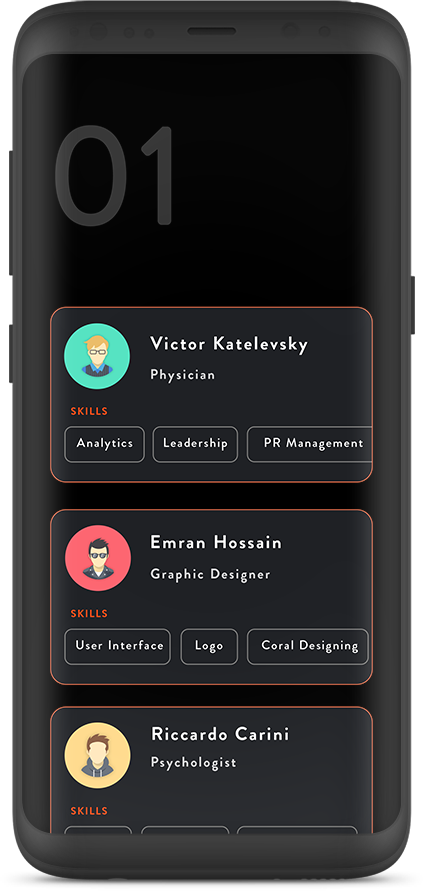 01
Victor Katelevsky
Physician
SKILLS
Analytics Leadership PR Management
Emran Hossain
Graphic Designer
SKILLS
User Interface Logo Coral Designing
Riccardo Carini
Psychologist
SKILLS